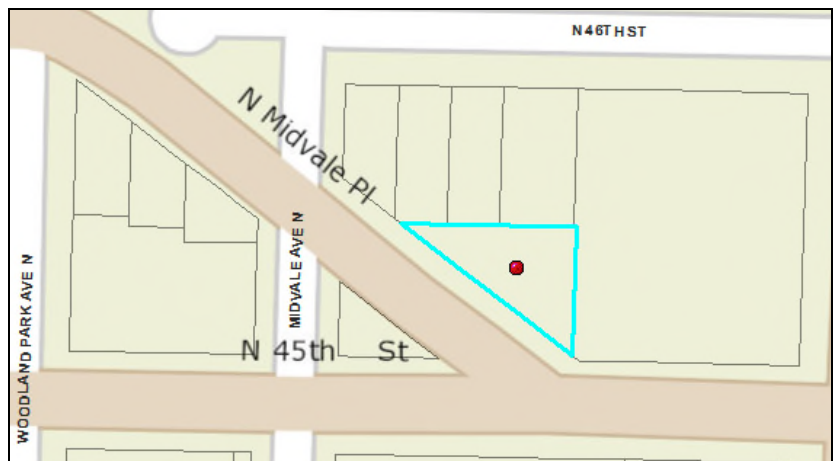 N 46TH ST
N Midvale Pl
MIDVALE AVE N
WOODLAND PARK AVE N
N 45th St